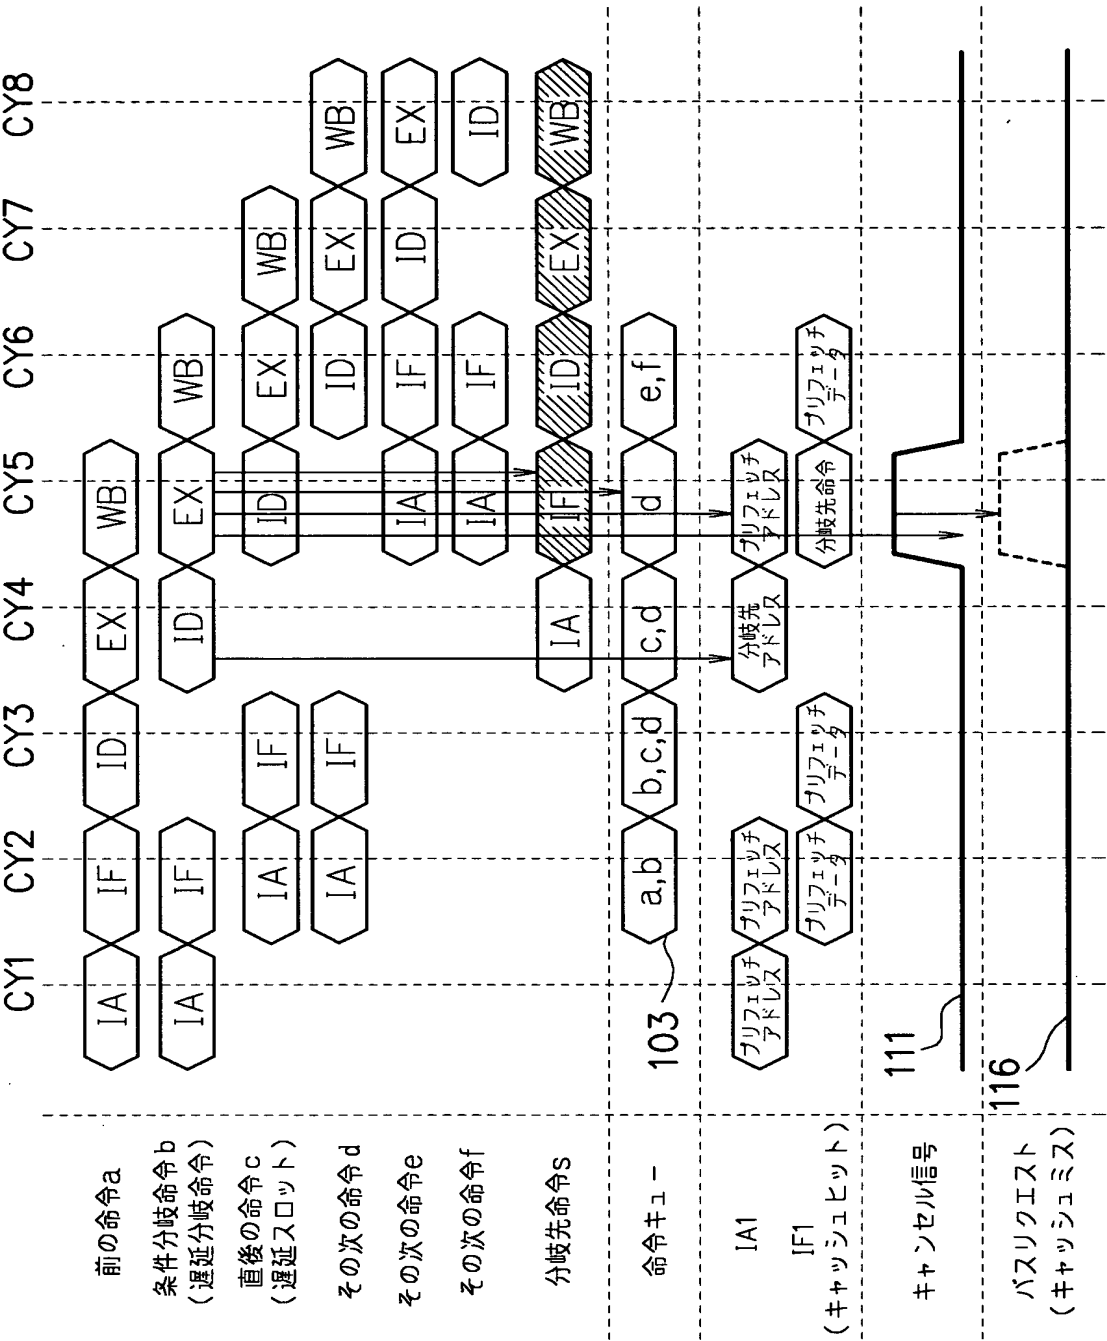 CY1 CY2 CY3 CY4 CY5 CY6 CY7 CY8
前の命令a IA IF ID EX WB
条件分岐命令b IA IF ID EX WB
(遅延分岐命令)
直後の命令c IA IF ID EX WB
(遅延スロット)
その次の命令d IA IF ID EX WB
その次の命令e IA IF ID EX
その次の命令f IA IF ID
分岐先命令s IA IF ID EX WB
命令キュー 103 a,b b,c,d c,d d e,f
IA1 プリフェッチ プリフェッチ 分岐先 プリフェッチ
アドレス アドレス アドレス アドレス
IF1 プリフェッチ プリフェッチ 分岐先命令 プリフェッチ
データ データ データ
(キャッシュヒット)
キャンセル信号 111
バスリクエスト 116
(キャッシュミス)